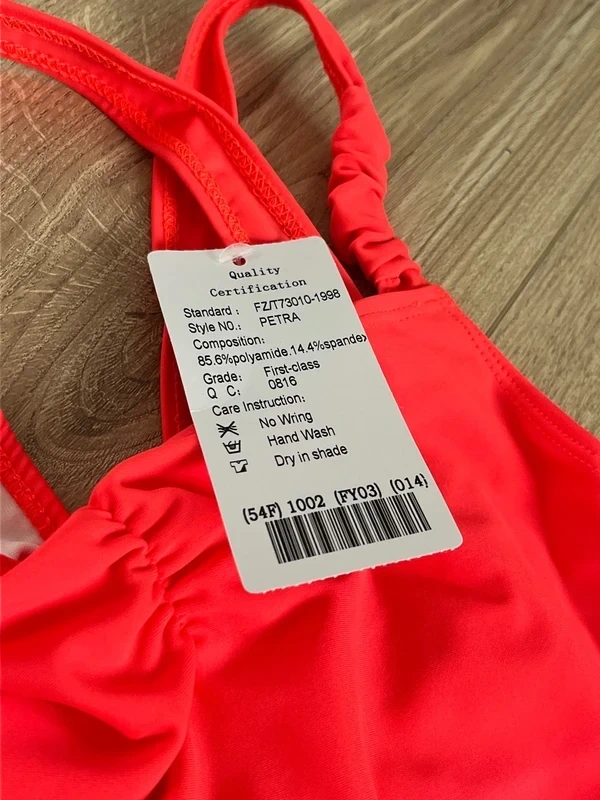 Quality
Certification
Standard : FZ/T73010-1998
Style NO.: PETRA
Composition:
85.6%polyamide.14.4%spandex
Grade: First-class
Q C: 0816
Care Instruction:
No Wring
Hand Wash
Dry in shade
(54F) 1002 (FY03) (014)